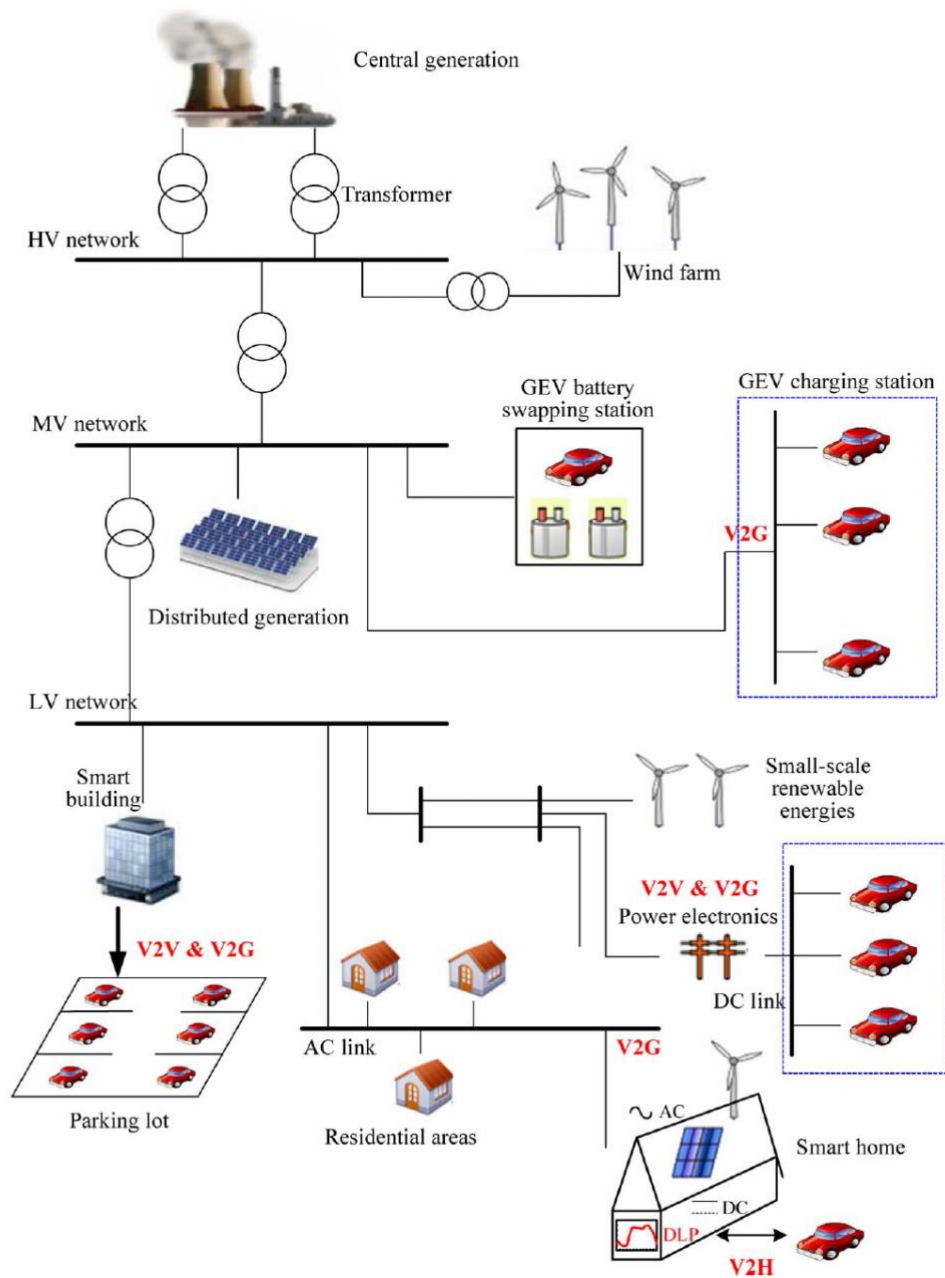 Central generation
Transformer
HV network
Wind farm
GEV battery
swapping station
GEV charging station
MV network
V2G
Distributed generation
LV network
Smart
building
Small-scale
renewable
energies
V2V & V2G
Power electronics
V2V & V2G
DC link
AC link
V2G
Parking lot
Residential areas
AC
Smart home
DC
DLP
V2H